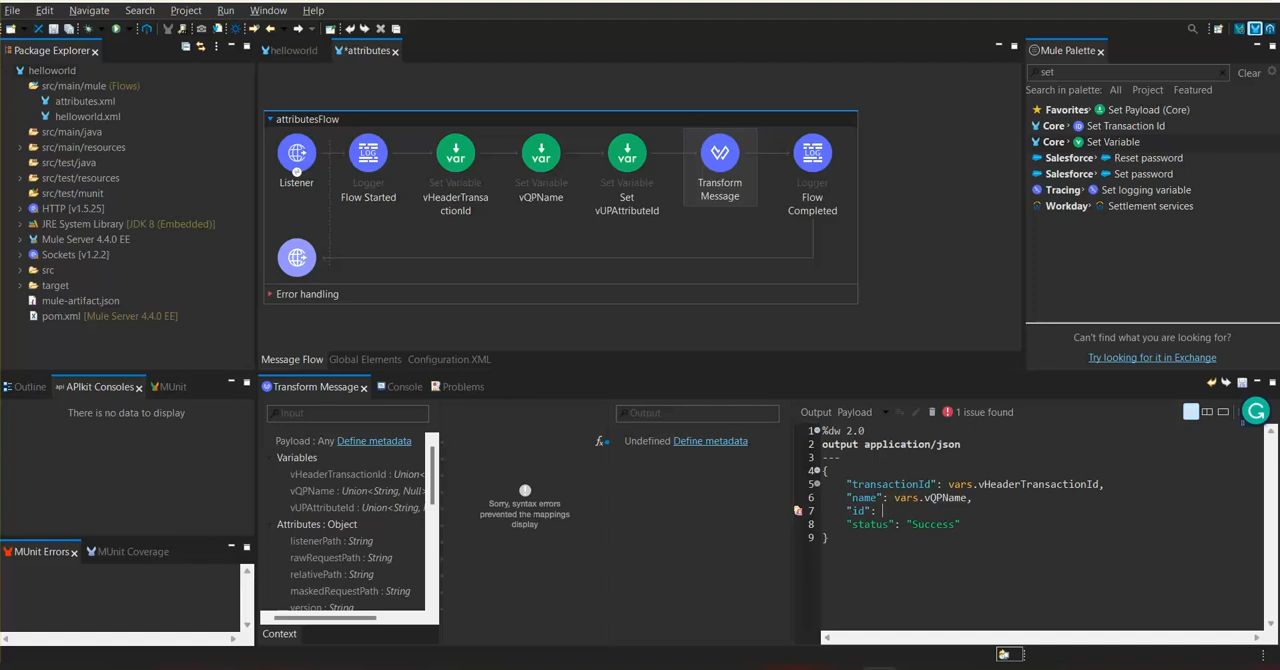 File Edit Navigate Search Project Run Window Help
Package Explorer
helloworld
src/main/mule (Flows)
attributes.xml
helloworld.xml
src/main/java
src/main/resources
src/test/java
src/test/resources
src/test/munit
HTTP [v1.5.25]
JRE System Library [JDK 8 (Embedded)]
Mule Server 4.4.0 EE
Sockets [v1.2.2]
src
target
mule-artifact.json
pom.xml [Mule Server 4.4.0 EE]
helloworld *attributes
attributesFlow
Listener
Logger
Flow Started
Set Variable
vHeaderTransa
ctionId
Set Variable
vQPName
Set Variable
Set
vUPAttributeId
Transform
Message
Logger
Flow
Completed
LOG var var var LOG
Error handling
Message Flow Global Elements Configuration XML
Mule Palette
set Clear
Search in palette: All Project Featured
Favorites Set Payload (Core)
Core Set Transaction Id
Core Set Variable
Salesforce Reset password
Salesforce Set password
Tracing Set logging variable
Workday Settlement services
Can't find what you are looking for?
Try looking for it in Exchange
Outline api APIkit Consoles MUnit
There is no data to display
MUnit Errors MUnit Coverage
Transform Message Console Problems
Input
Payload : Any Define metadata
Variables
vHeaderTransactionId : Union<
vQPName : Union<String, Null>
vUPAttributeId : Union<String,
Attributes : Object
listenerPath : String
rawRequestPath : String
relativePath : String
maskedRequestPath : String
version : String
Context
Sorry, syntax errors
prevented the mappings
display
Output
fx Undefined Define metadata
Output Payload 1 issue found
1 %dw 2.0
2 output application/json
3 ---
4 {
5 "transactionId": vars.vHeaderTransactionId,
6 "name": vars.vQPName,
7 "id":
8 "status": "Success"
9 }